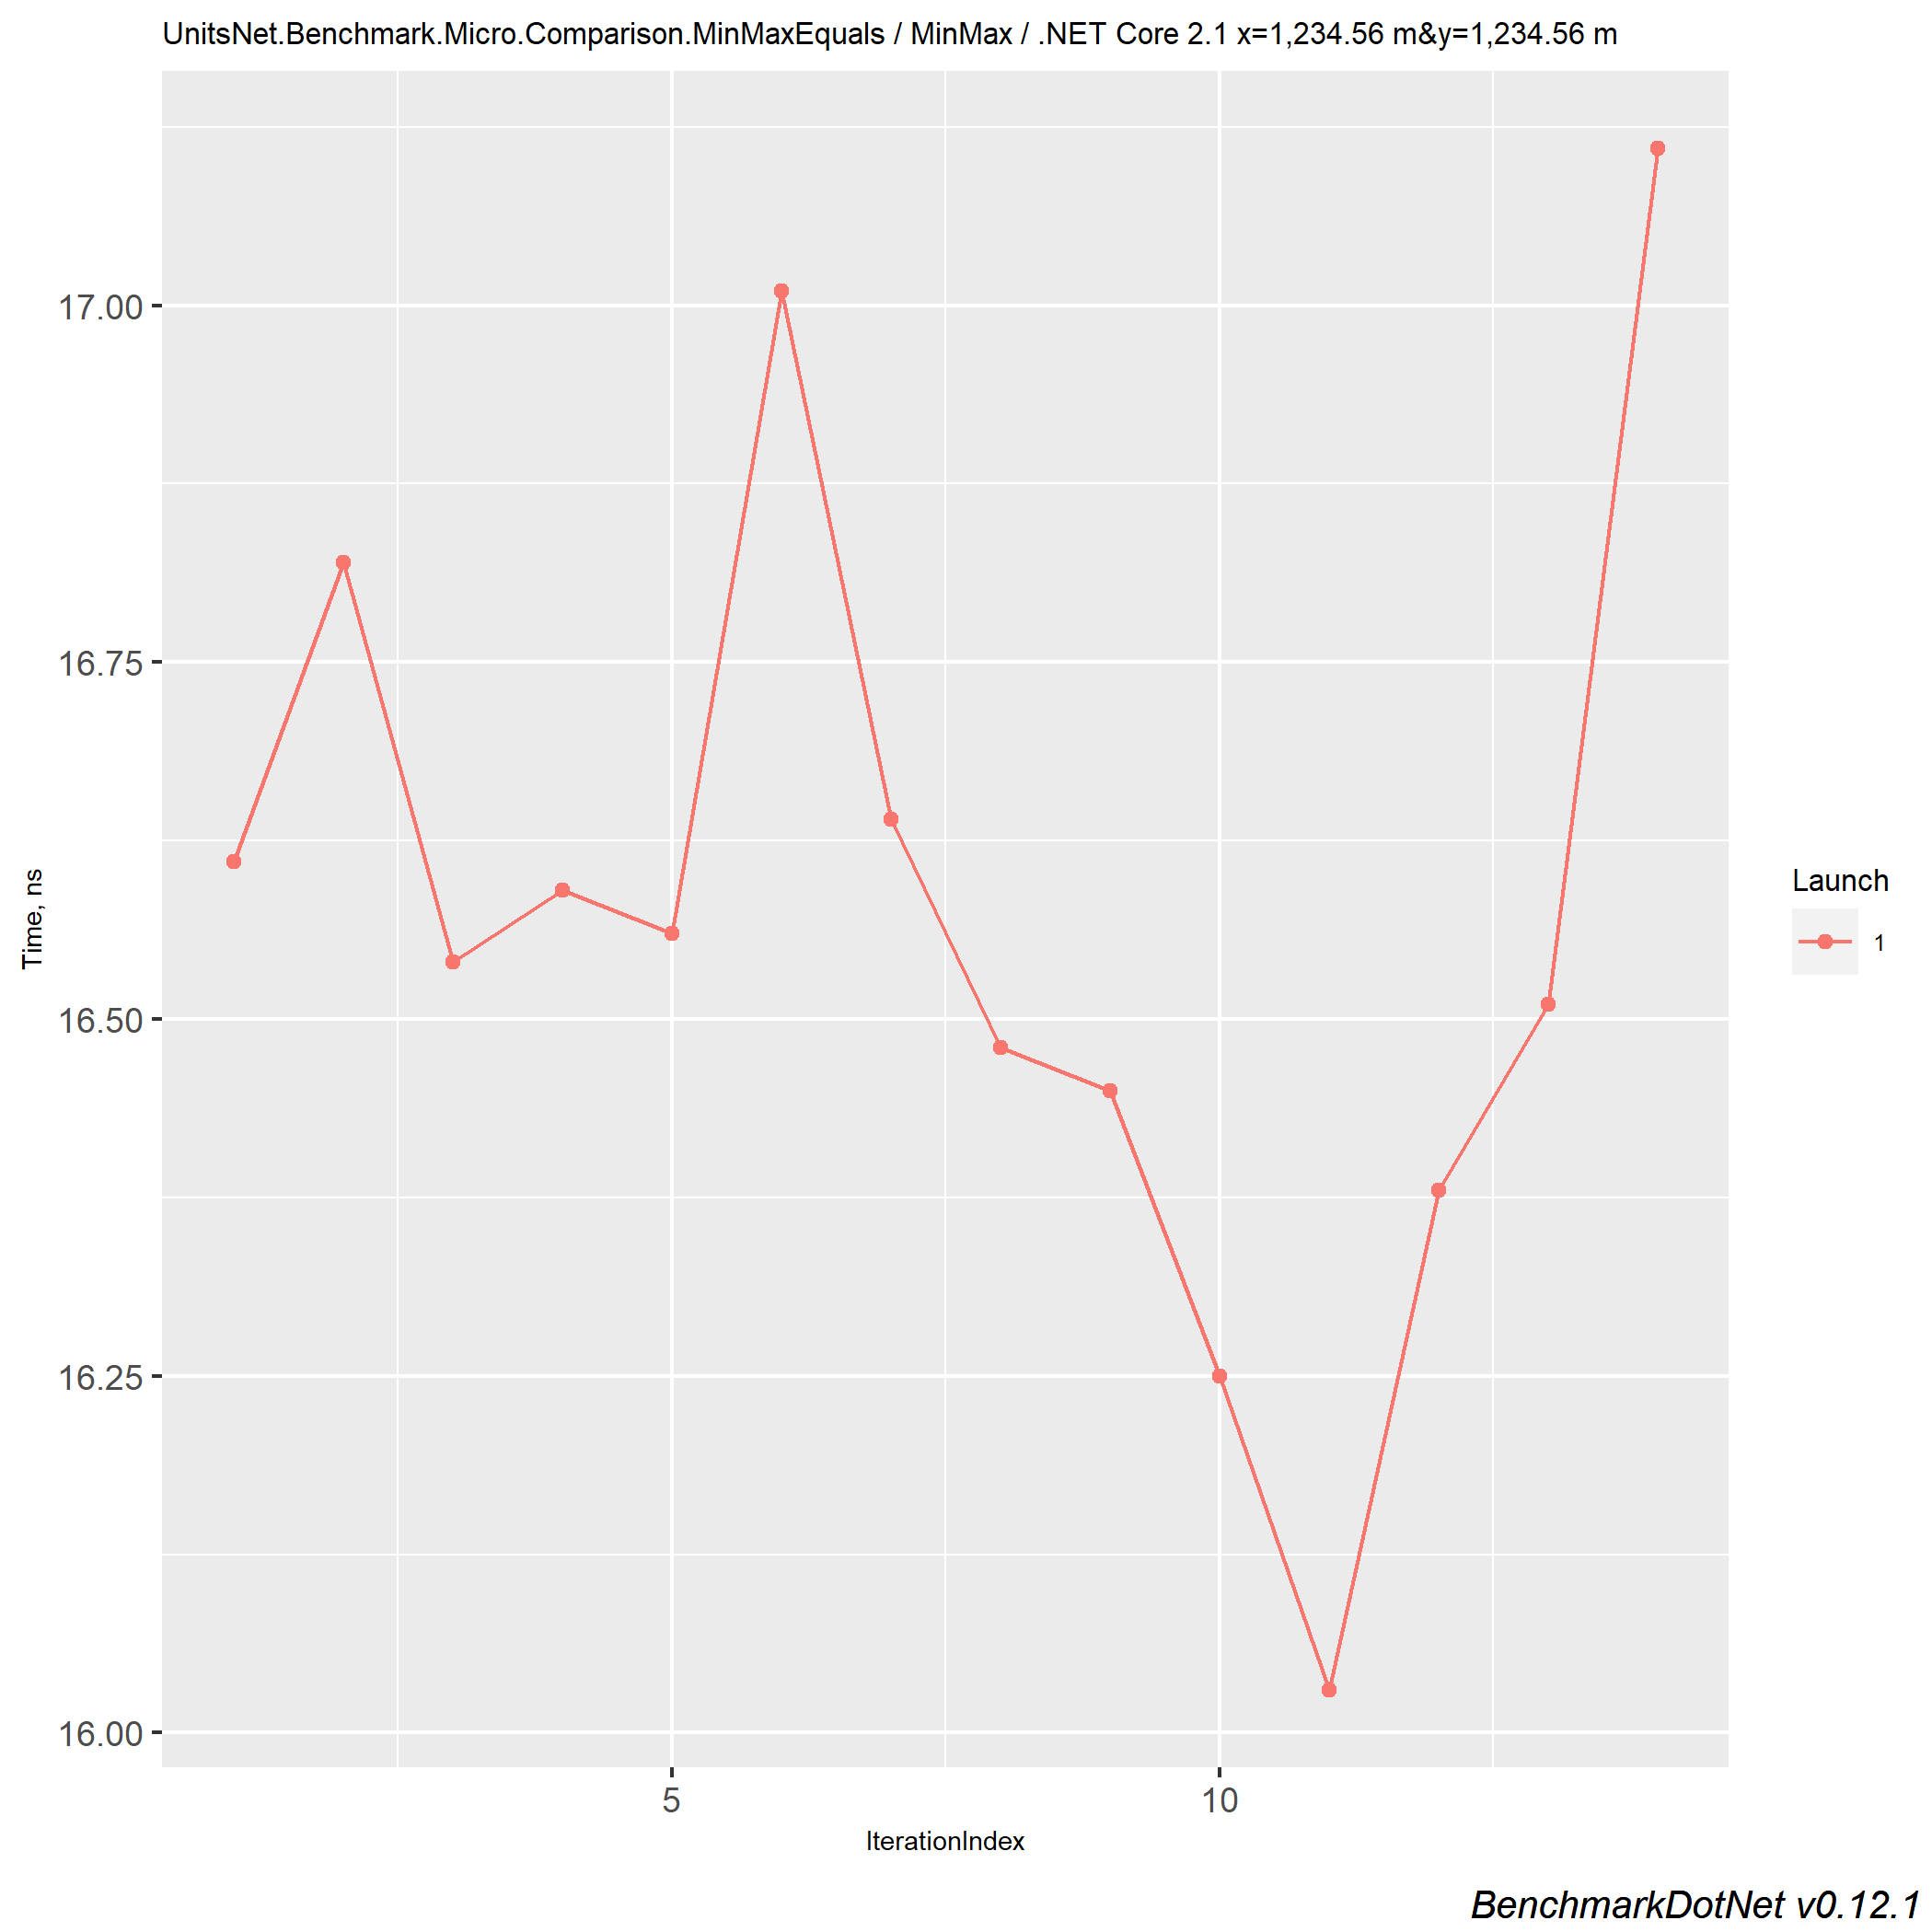 UnitsNet.Benchmark.Micro.Comparison.MinMaxEquals / MinMax / .NET Core 2.1 x=1,234.56 m&y=1,234.56 m
17.00
16.75
16.50
16.25
16.00
Time, ns
5
10
IterationIndex
Launch
1
BenchmarkDotNet v0.12.1